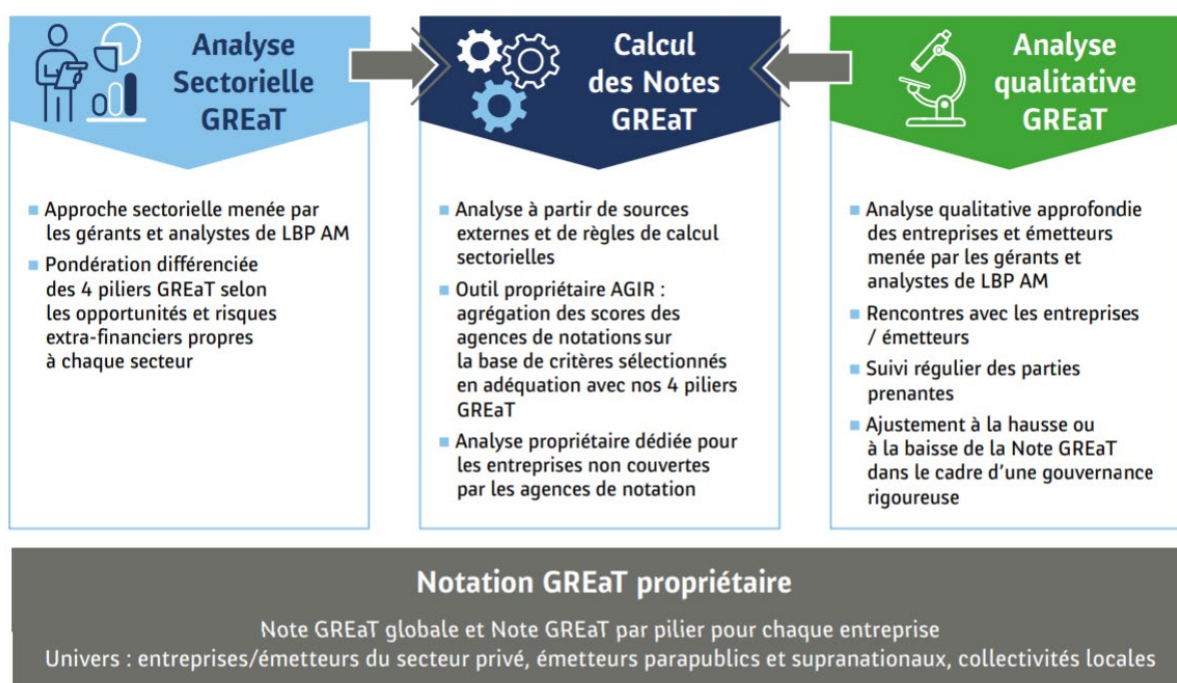 Analyse
Sectorielle
GREaT
Approche sectorielle menée par
les gérants et analystes de LBP AM
Pondération différenciée
des 4 piliers GREaT selon
les opportunités et risques
extra-financiers propres
à chaque secteur
Calcul
des Notes
GREaT
Analyse à partir de sources
externes et de règles de calcul
sectorielles
Outil propriétaire AGIR :
agrégation des scores des
agences de notations sur
la base de critères sélectionnés
en adéquation avec nos 4 piliers
GREaT
Analyse propriétaire dédiée pour
les entreprises non couvertes
par les agences de notation
Analyse
qualitative
GREaT
Analyse qualitative approfondie
des entreprises et émetteurs
menée par les gérants et
analystes de LBP AM
Rencontres avec les entreprises
/ émetteurs
Suivi régulier des parties
prenantes
Ajustement à la hausse ou
à la baisse de la Note GREaT
dans le cadre d’une gouvernance
rigoureuse
Notation GREaT propriétaire
Note GREaT globale et Note GREaT par pilier pour chaque entreprise
Univers : entreprises/émetteurs du secteur privé, émetteurs parapublics et supranationaux, collectivités locales